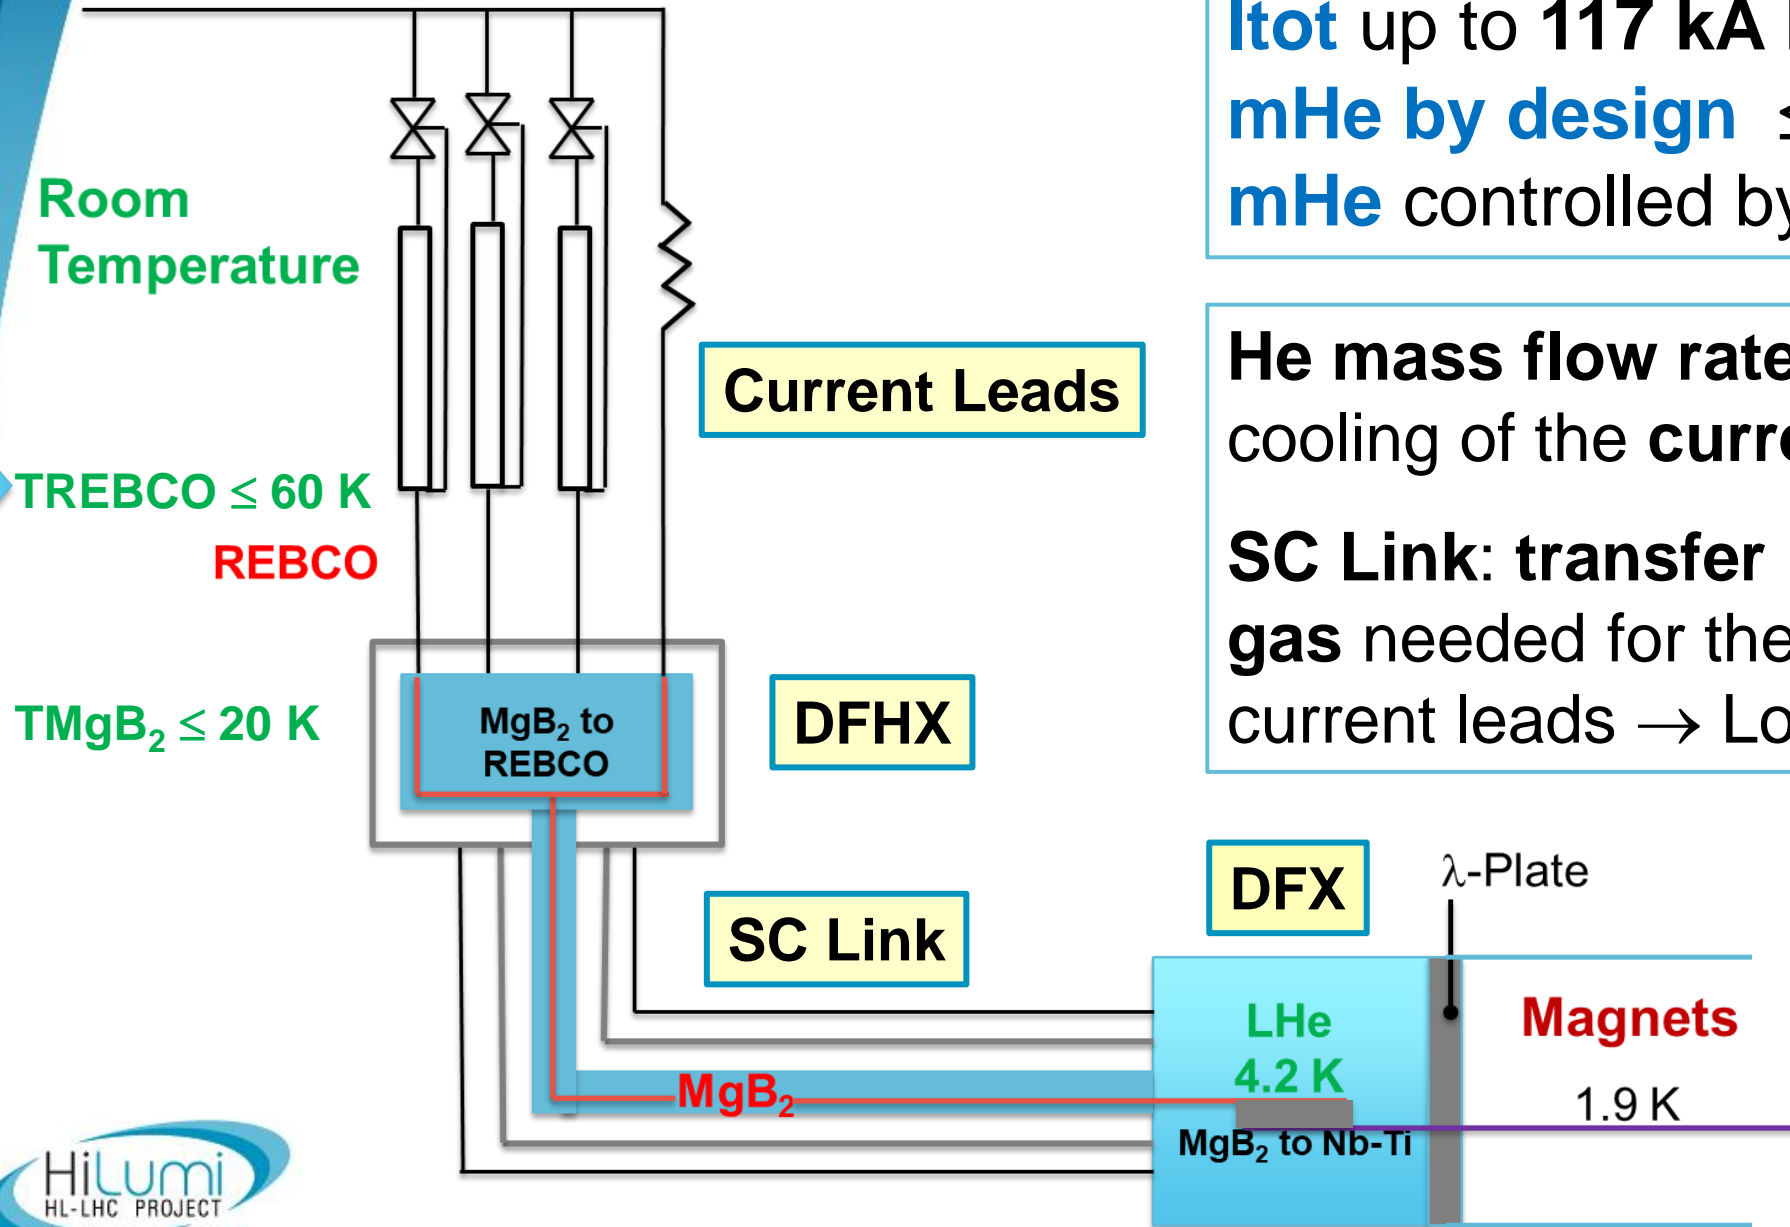 Itot up to 117 kA
mHe by design ≤
mHe controlled by
Room
Temperature
He mass flow rate
cooling of the
Current Leads
TREBCO ≤ 60 K
REBCO
SC Link: transfer
gas needed for the
current leads →
TMgB₂ ≤ 20 K
MgB₂ to
REBCO
DFHX
DFX
λ-Plate
SC Link
LHe
4.2 K
Magnets
1.9 K
MgB₂
MgB₂ to Nb-Ti
HiLumi
HL-LHC PROJECT